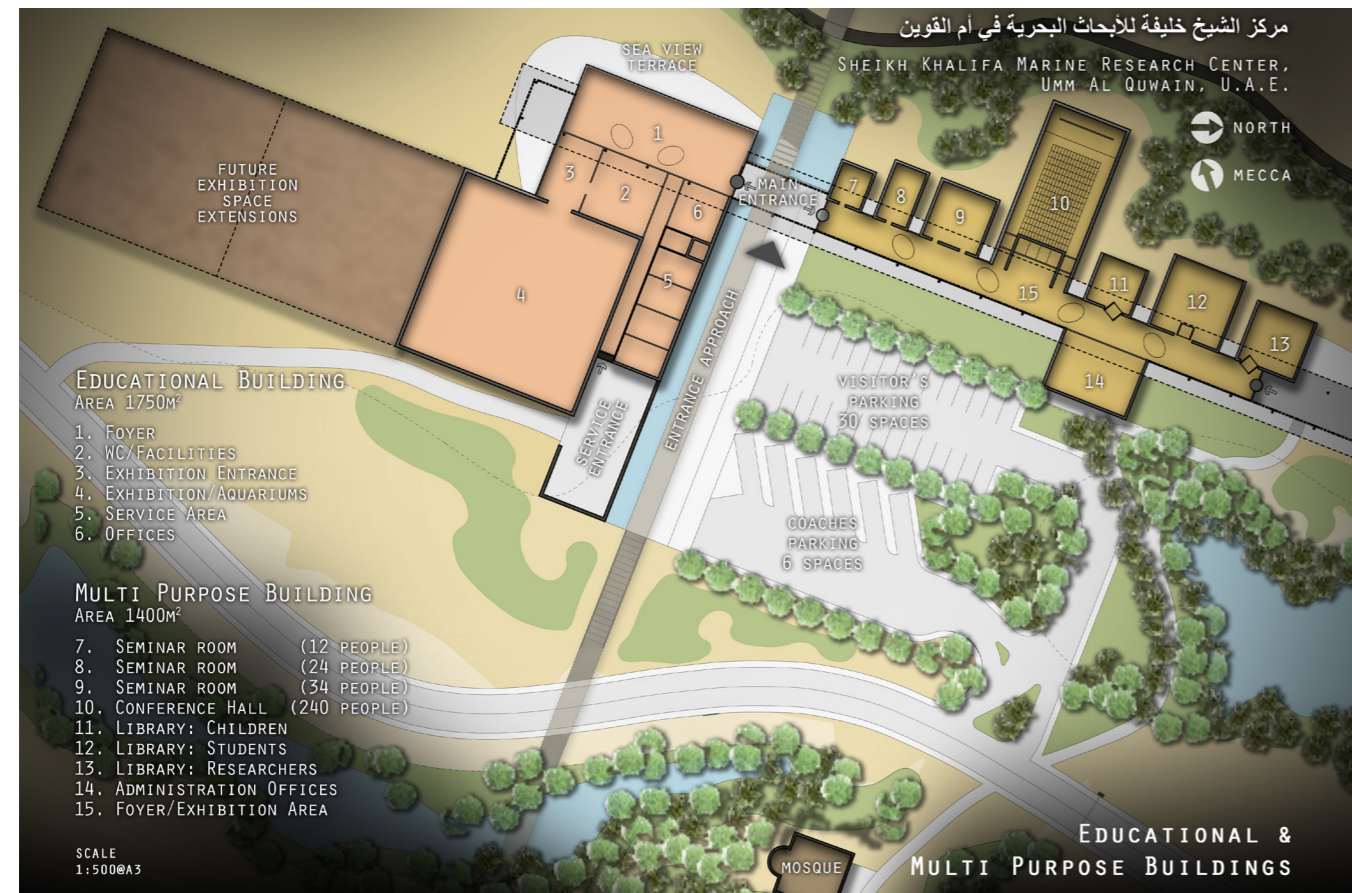 مركز الشيخ خليفة للأبحاث البحرية في أم القوين
Sheikh Khalifa Marine Research Center,
Umm Al Quwain, U.A.E.
NORTH
MECCA
SEA VIEW
TERRACE
FUTURE
EXHIBITION
SPACE
EXTENSIONS
1
2
3
4
5
6
MAIN
ENTRANCE
7
8
9
10
11
12
13
14
15
SERVICE
ENTRANCE
ENTRANCE APPROACH
VISITOR'S
PARKING
30 SPACES
COACHES
PARKING
6 SPACES
Educational Building
Area 1750m²
1. Foyer
2. WC/Facilities
3. Exhibition Entrance
4. Exhibition/Aquariums
5. Service Area
6. Offices
Multi Purpose Building
Area 1400m²
7. Seminar room (12 people)
8. Seminar room (24 people)
9. Seminar room (34 people)
10. Conference Hall (240 people)
11. Library: Children
12. Library: Students
13. Library: Researchers
14. Administration Offices
15. Foyer/Exhibition Area
SCALE
1:500@A3
MOSQUE
Educational &
Multi Purpose Buildings